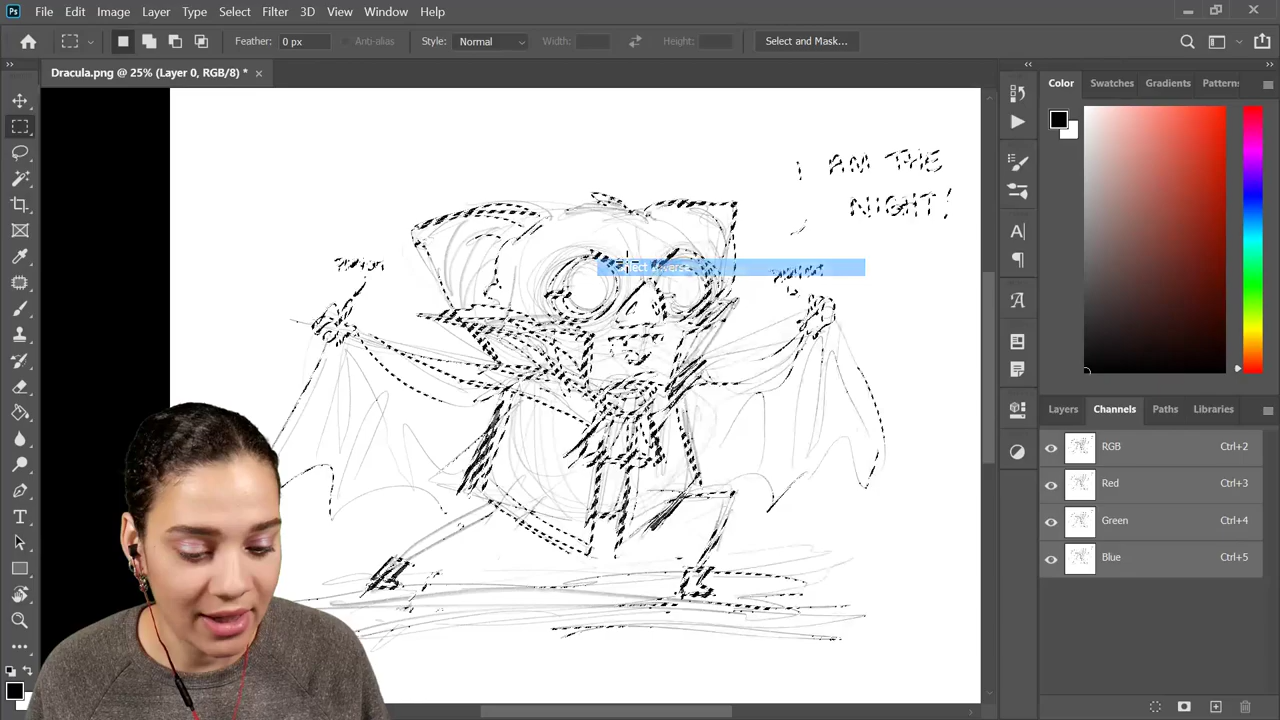 Ps File Edit Image Layer Type Select Filter 3D View Window Help
Feather: 0 px Anti-alias Style: Normal Width: Height: Select and Mask...
Dracula.png @ 25% (Layer 0, RGB/8) *
Color Swatches Gradients Patterns
I AM THE
NIGHT!
Select Inverse
Layers Channels Paths Libraries
RGB Ctrl+2
Red Ctrl+3
Green Ctrl+4
Blue Ctrl+5